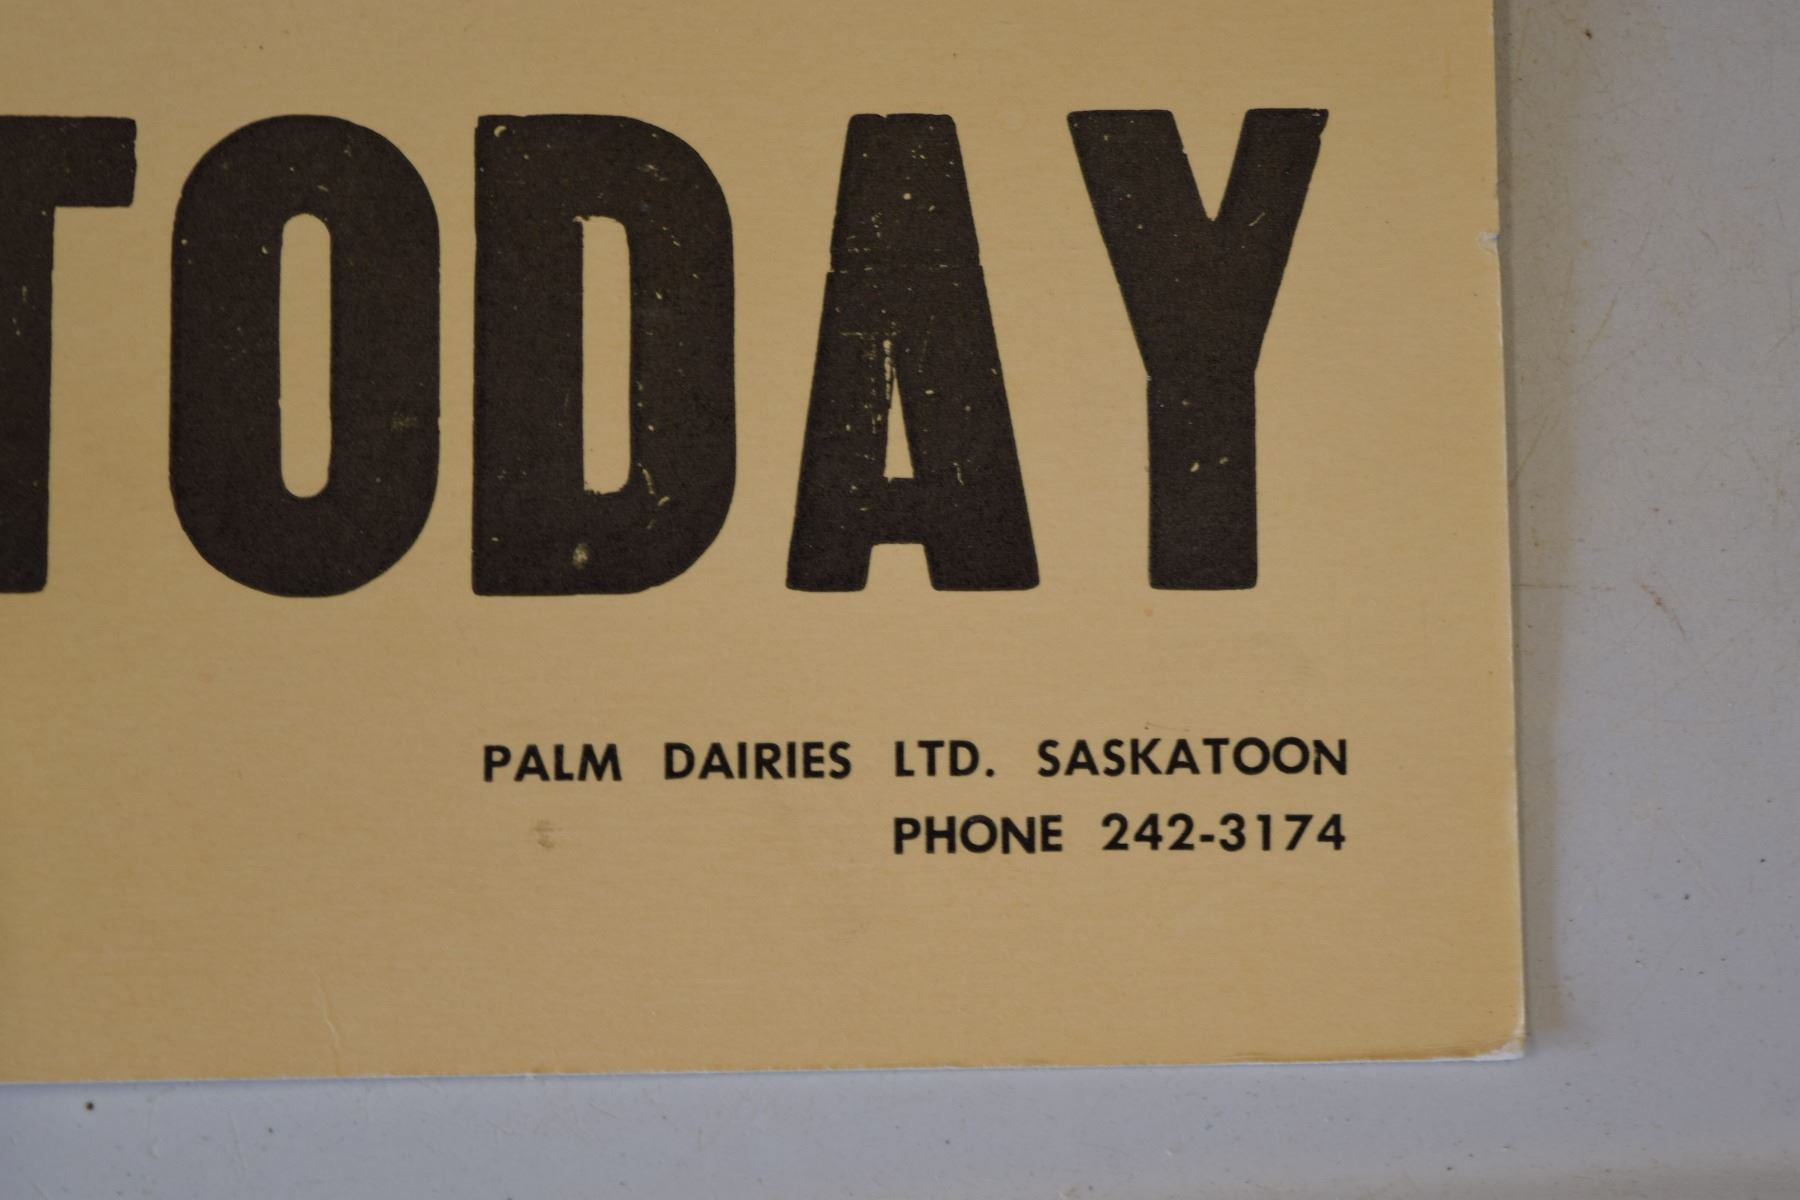 TODAY
PALM DAIRIES LTD. SASKATOON
PHONE 242-3174